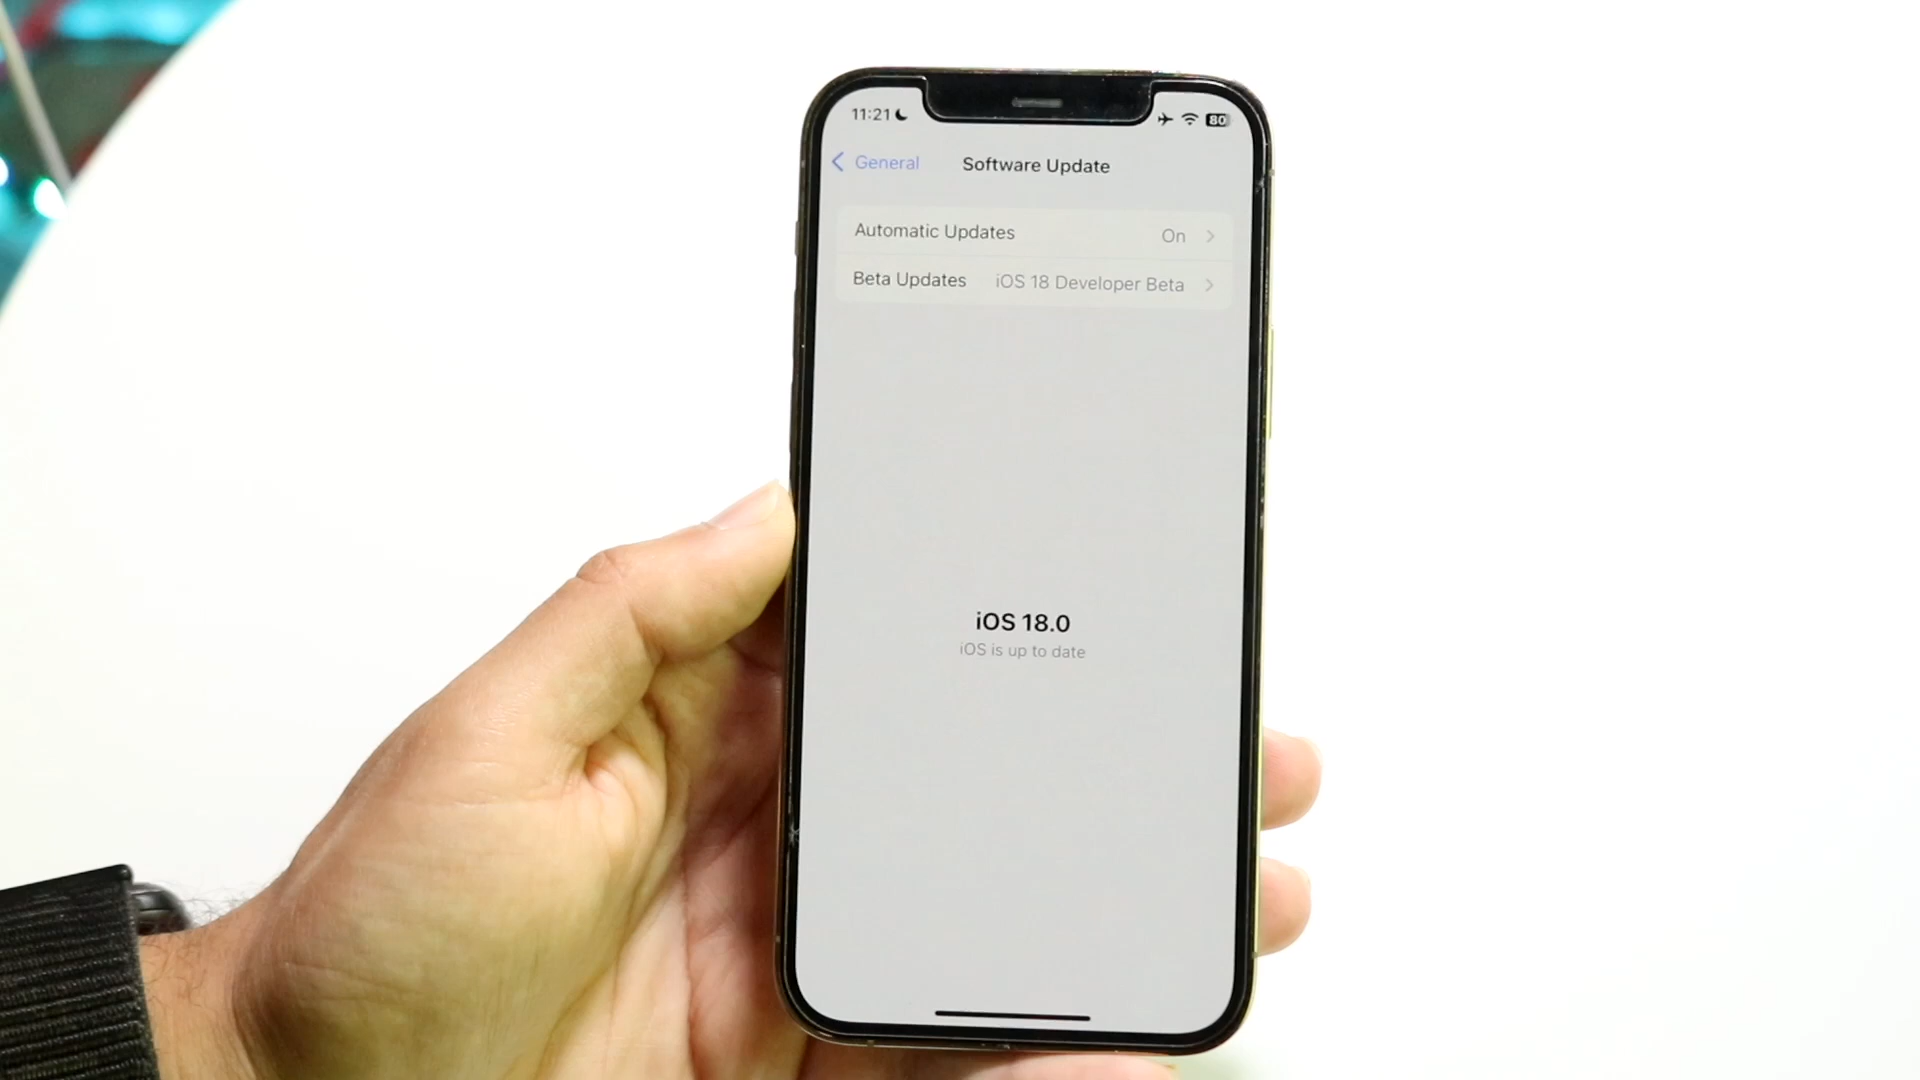 11:21
80
General
Software Update
Automatic Updates On
Beta Updates iOS 18 Developer Beta
iOS 18.0
iOS is up to date